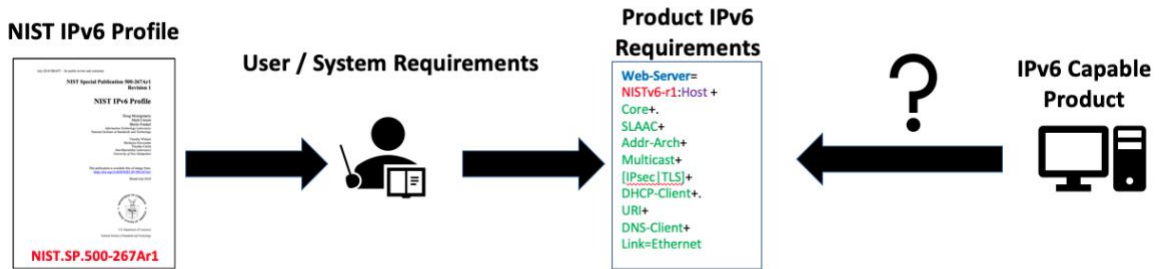 NIST IPv6 Profile
NIST Special Publication 500-267Ar1
Revision 1
NIST IPv6 Profile
NIST.SP.500-267Ar1
User / System Requirements
Product IPv6
Requirements
Web-Server=
NISTv6-r1:Host +
Core+.
SLAAC+
Addr-Arch+
Multicast+
[IPsec|TLS]+
DHCP-Client+.
URI+
DNS-Client+
Link=Ethernet
?
IPv6 Capable
Product